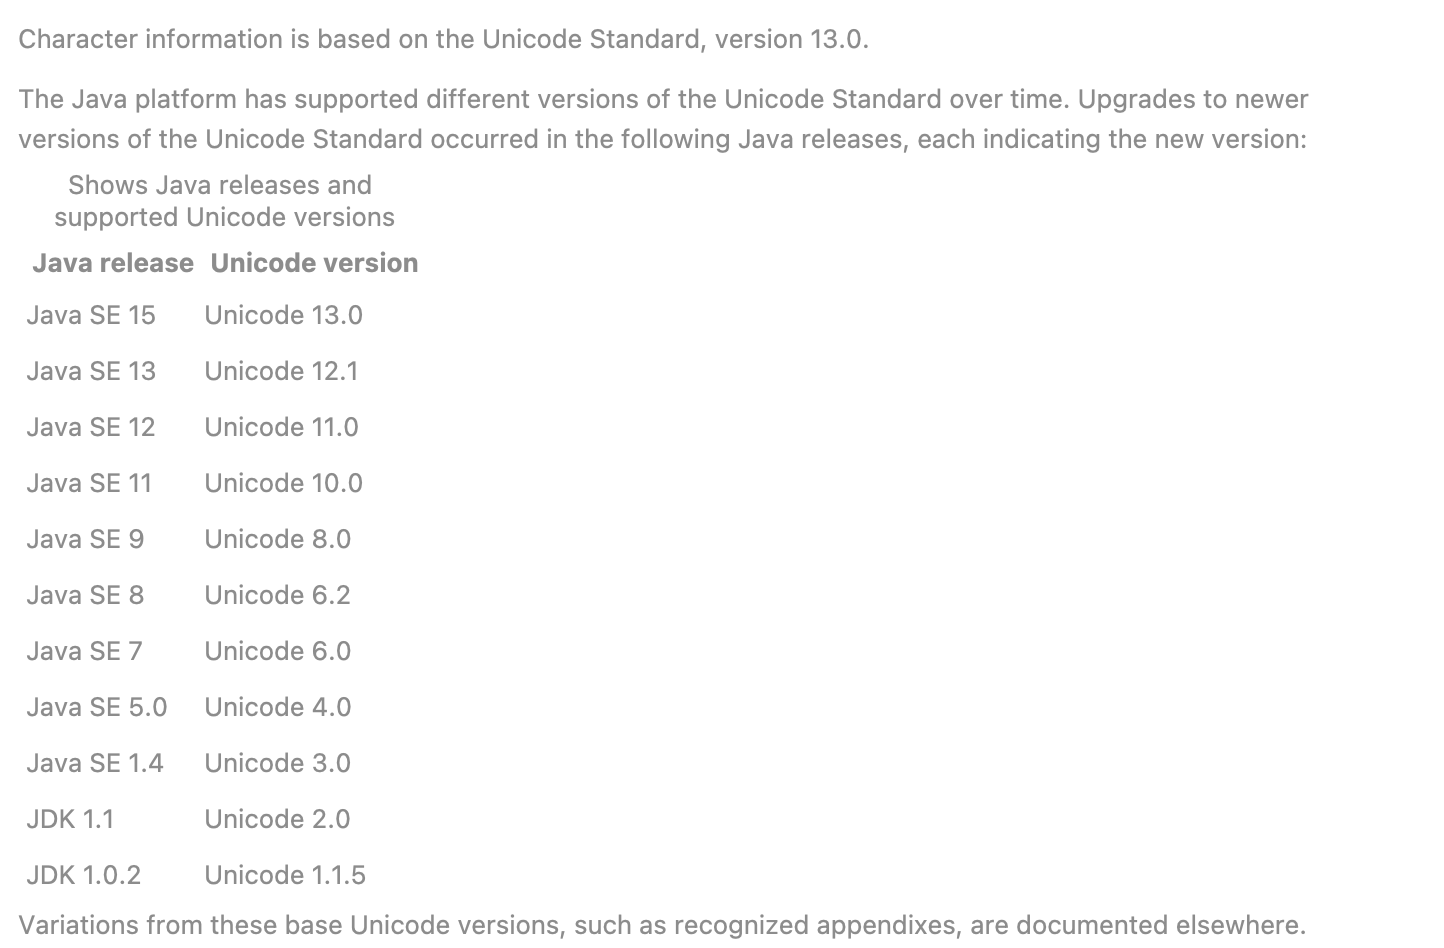 Character information is based on the Unicode Standard, version 13.0.
The Java platform has supported different versions of the Unicode Standard over time. Upgrades to newer
versions of the Unicode Standard occurred in the following Java releases, each indicating the new version:
Shows Java releases and
supported Unicode versions
Java release Unicode version
Java SE 15 Unicode 13.0
Java SE 13 Unicode 12.1
Java SE 12 Unicode 11.0
Java SE 11 Unicode 10.0
Java SE 9 Unicode 8.0
Java SE 8 Unicode 6.2
Java SE 7 Unicode 6.0
Java SE 5.0 Unicode 4.0
Java SE 1.4 Unicode 3.0
JDK 1.1 Unicode 2.0
JDK 1.0.2 Unicode 1.1.5
Variations from these base Unicode versions, such as recognized appendixes, are documented elsewhere.